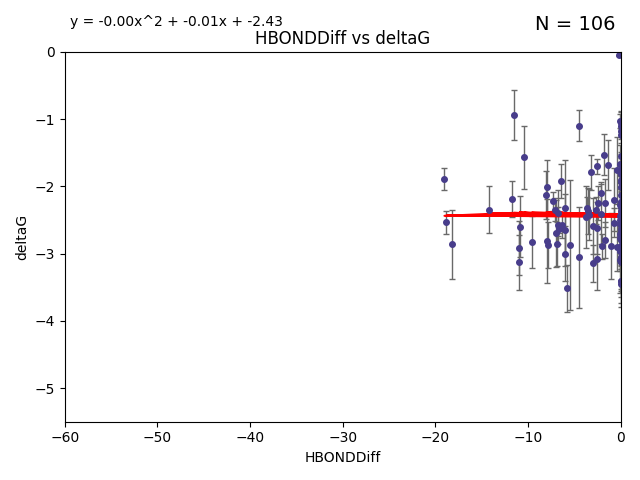 y = -0.00x^2 + -0.01x + -2.43
N = 106
HBONDDiff vs deltaG
0
−1
−2
−3
−4
−5
deltaG
−60
−50
−40
−30
−20
−10
0
HBONDDiff